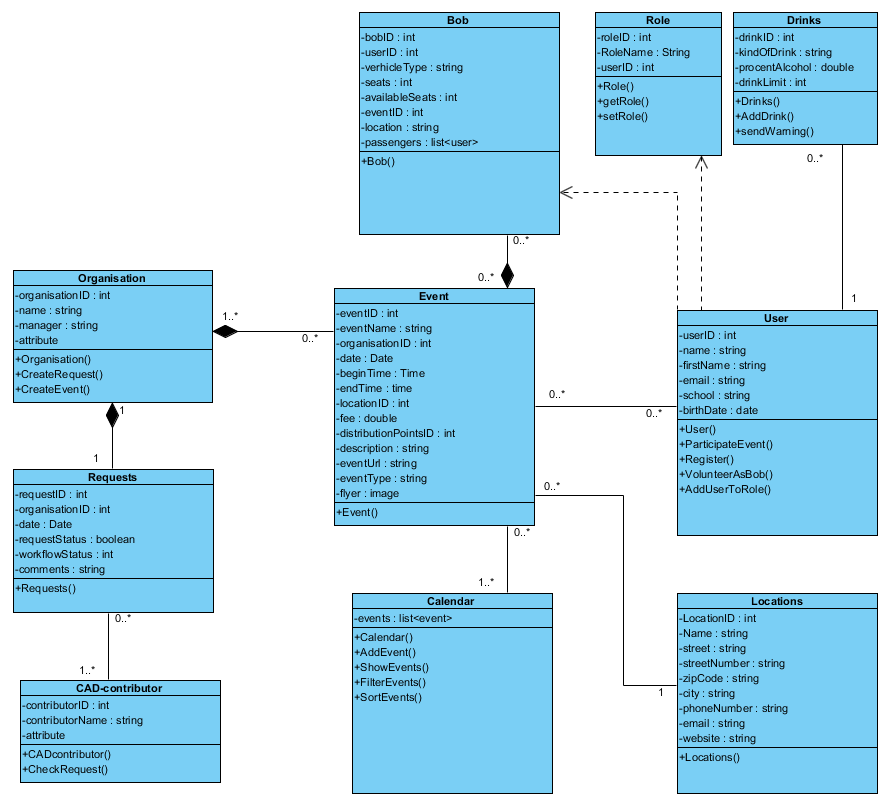 Bob
-bobID : int
-userID : int
-verhicleType : string
-seats : int
-availableSeats : int
-eventID : int
-location : string
-passengers : list<user>
+Bob()
Role
-roleID : int
-RoleName : String
-userID : int
+Role()
+getRole()
+setRole()
Drinks
-drinkID : int
-kindOfDrink : string
-procentAlcohol : double
-drinkLimit : int
+Drinks()
+AddDrink()
+sendWarning()
0..*
1
0..*
0..*
Organisation
-organisationID : int
-name : string
-manager : string
-attribute
+Organisation()
+CreateRequest()
+CreateEvent()
1..*
0..*
1
1
Event
-eventID : int
-eventName : string
-organisationID : int
-date : Date
-beginTime : Time
-endTime : time
-locationID : int
-fee : double
-distributionPointsID : int
-description : string
-eventUrl : string
-eventType : string
-flyer : image
+Event()
0..*
0..*
User
-userID : int
-name : string
-firstName : string
-email : string
-school : string
-birthDate : date
+User()
+ParticipateEvent()
+Register()
+VolunteerAsBob()
+AddUserToRole()
0..*
1
0..*
1..*
Requests
-requestID : int
-organisationID : int
-date : Date
-requestStatus : boolean
-workflowStatus : int
-comments : string
+Requests()
0..*
1..*
CAD-contributor
-contributorID : int
-contributorName : string
-attribute
+CADcontributor()
+CheckRequest()
Calendar
-events : list<event>
+Calendar()
+AddEvent()
+ShowEvents()
+FilterEvents()
+SortEvents()
Locations
-LocationID : int
-Name : string
-street : string
-streetNumber : string
-zipCode : string
-city : string
-phoneNumber : string
-email : string
-website : string
+Locations()